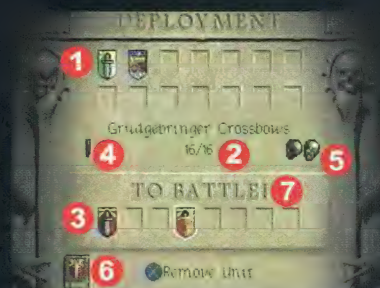 DEPLOYMENT
1
Grudgebringer Crossbows
4 16/16 2 5
TO BATTLE! 7
3
6 Remove Unit